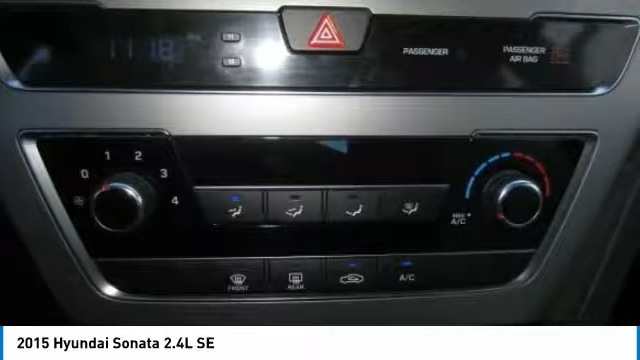 11:18
H
M
PASSENGER
PASSENGER
AIR BAG
0 1 2 3 4
MAX
A/C
FRONT
REAR
A/C
2015 Hyundai Sonata 2.4L SE